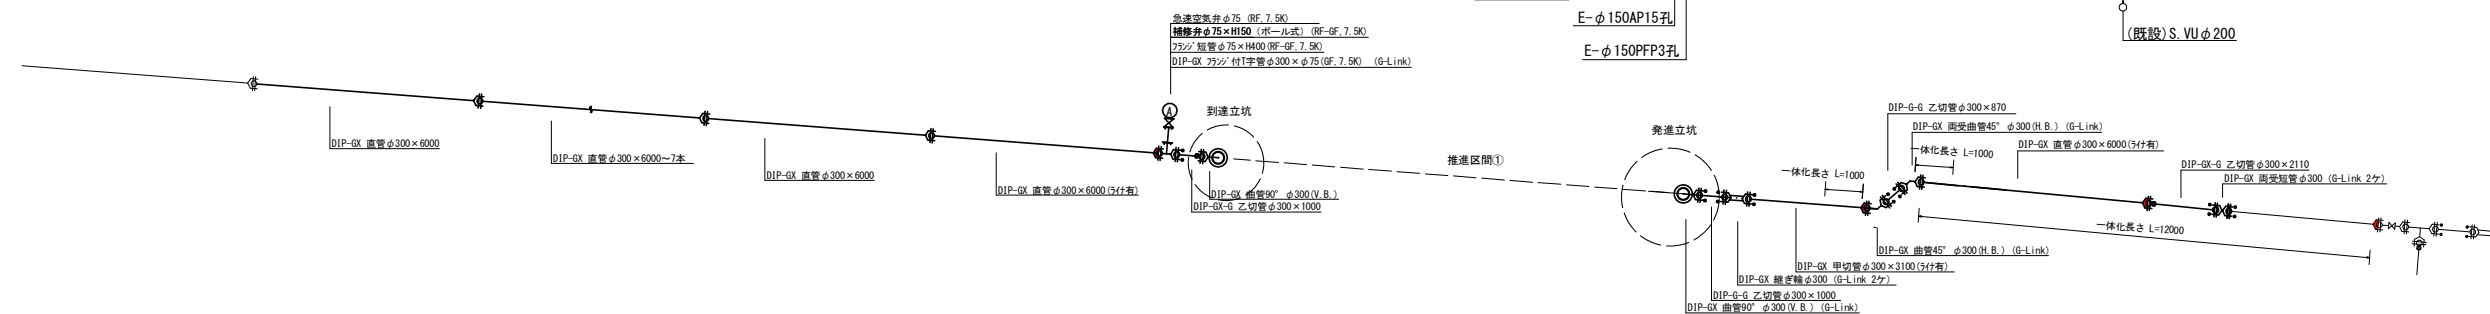 急速空気弁φ75 (RF,7.5K)
補修弁φ75×H150 (ボール式) (RF-GF,7.5K)
フランジ短管φ75×H400(RF-GF,7.5K)
DIP-GX フランジ付T字管φ300×φ75(GF,7.5K) (G-Link)
E-φ150AP15孔
E-φ150PFP3孔
(既設)S.VUφ200
A
到達立坑
発進立坑
推進区間①
DIP-GX 直管φ300×6000
DIP-GX 直管φ300×6000～7本
DIP-GX 直管φ300×6000
DIP-GX 直管φ300×6000(ライナ有)
DIP-GX 曲管90° φ300(V.B.)
DIP-GX-G 乙切管φ300×1000
DIP-G-G 乙切管φ300×870
DIP-GX 両受曲管45° φ300(H.B.) (G-Link)
DIP-GX 直管φ300×6000(ライナ有)
一体化長さ L=1000
DIP-GX-G 乙切管φ300×2110
DIP-GX 両受短管φ300 (G-Link 2ケ)
一体化長さ L=1000
一体化長さ L=12000
DIP-GX 曲管45° φ300(H.B.) (G-Link)
DIP-GX 甲切管φ300×3100(ライナ有)
DIP-GX 継ぎ輪φ300 (G-Link 2ケ)
DIP-G-G 乙切管φ300×1000
DIP-GX 曲管90° φ300(V.B.) (G-Link)